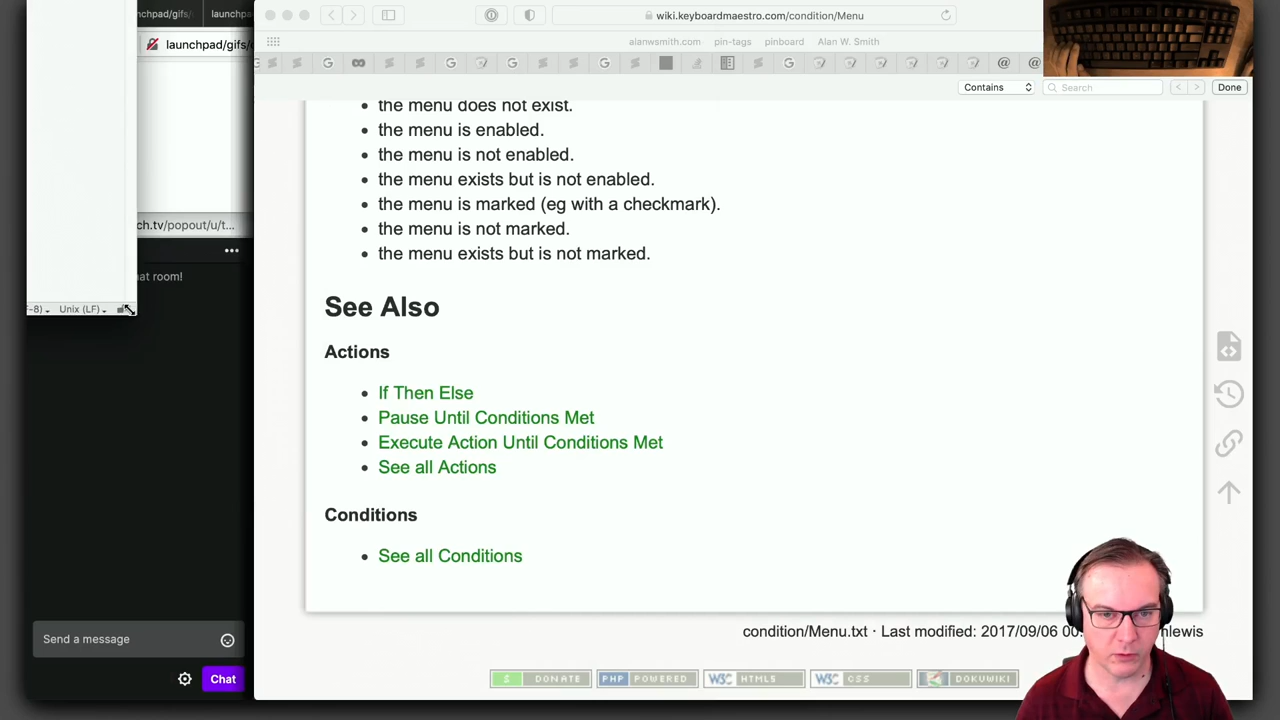 launchpad/gifs/
launchp
launchpad/gifs/
wiki.keyboardmaestro.com/condition/Menu
alanwsmith.com
pin-tags
pinboard
Alan W. Smith
Contains
Search
Done
the menu does not exist.
the menu is enabled.
the menu is not enabled.
the menu exists but is not enabled.
the menu is marked (eg with a checkmark).
the menu is not marked.
the menu exists but is not marked.
See Also
Actions
If Then Else
Pause Until Conditions Met
Execute Action Until Conditions Met
See all Actions
Conditions
See all Conditions
condition/Menu.txt · Last modified: 2017/09/06 00
nlewis
DONATE
PHP POWERED
W3C HTML5
W3C CSS
DOKUWIKI
ch.tv/popout/u/t...
at room!
F-8)
Unix (LF)
Send a message
Chat